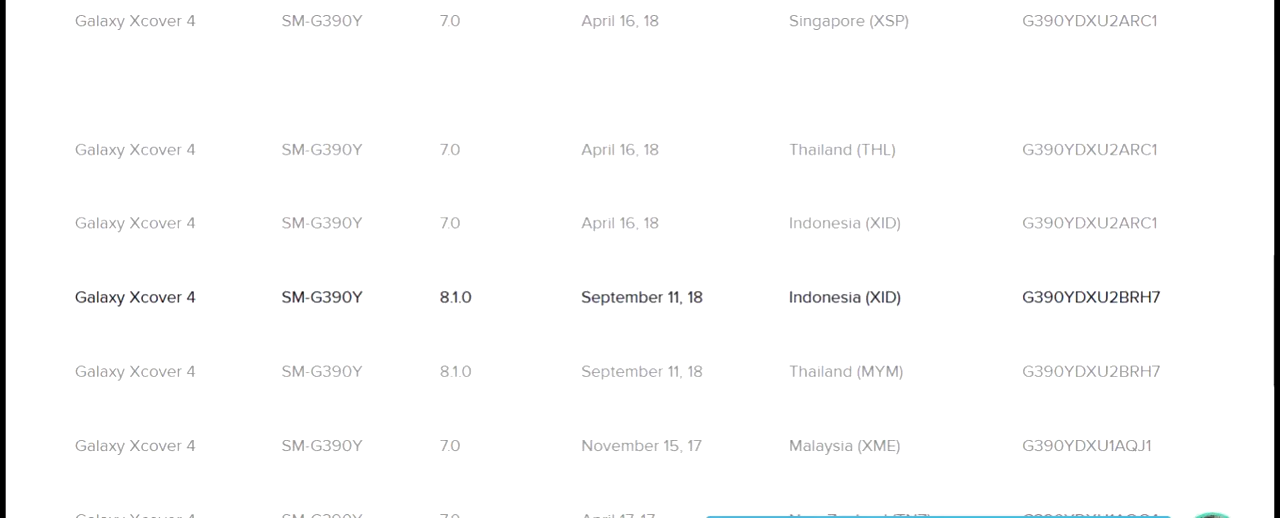 Galaxy Xcover 4 SM-G390Y 7.0 April 16, 18 Singapore (XSP) G390YDXU2ARC1
Galaxy Xcover 4 SM-G390Y 7.0 April 16, 18 Thailand (THL) G390YDXU2ARC1
Galaxy Xcover 4 SM-G390Y 7.0 April 16, 18 Indonesia (XID) G390YDXU2ARC1
Galaxy Xcover 4 SM-G390Y 8.1.0 September 11, 18 Indonesia (XID) G390YDXU2BRH7
Galaxy Xcover 4 SM-G390Y 8.1.0 September 11, 18 Thailand (MYM) G390YDXU2BRH7
Galaxy Xcover 4 SM-G390Y 7.0 November 15, 17 Malaysia (XME) G390YDXU1AQJ1